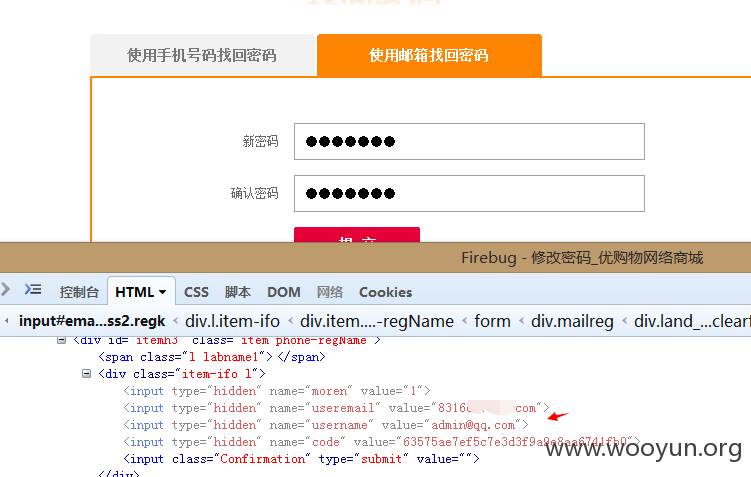 使用手机号码找回密码 使用邮箱找回密码
新密码 ●●●●●●●
确认密码 ●●●●●●●
提 交
Firebug - 修改密码_优购物网络商城
控制台 HTML CSS 脚本 DOM 网络 Cookies
input#ema...ss2.regk < div.l.item-ifo < div.item....-regName < form < div.mailreg < div.land_...clearf
<div id="itemh3" class="item phone-regName">
<span class="l labname1"></span>
<div class="item-ifo l">
<input type="hidden" name="moren" value="1">
<input type="hidden" name="useremail" value="8316 com">
<input type="hidden" name="username" value="admin@qq.com">
<input type="hidden" name="code" value="63575ae7ef5c7e3d3f9a9e8aa6741fb0">
<input class="Confirmation" type="submit" value="">
</div>
www.wooyun.org